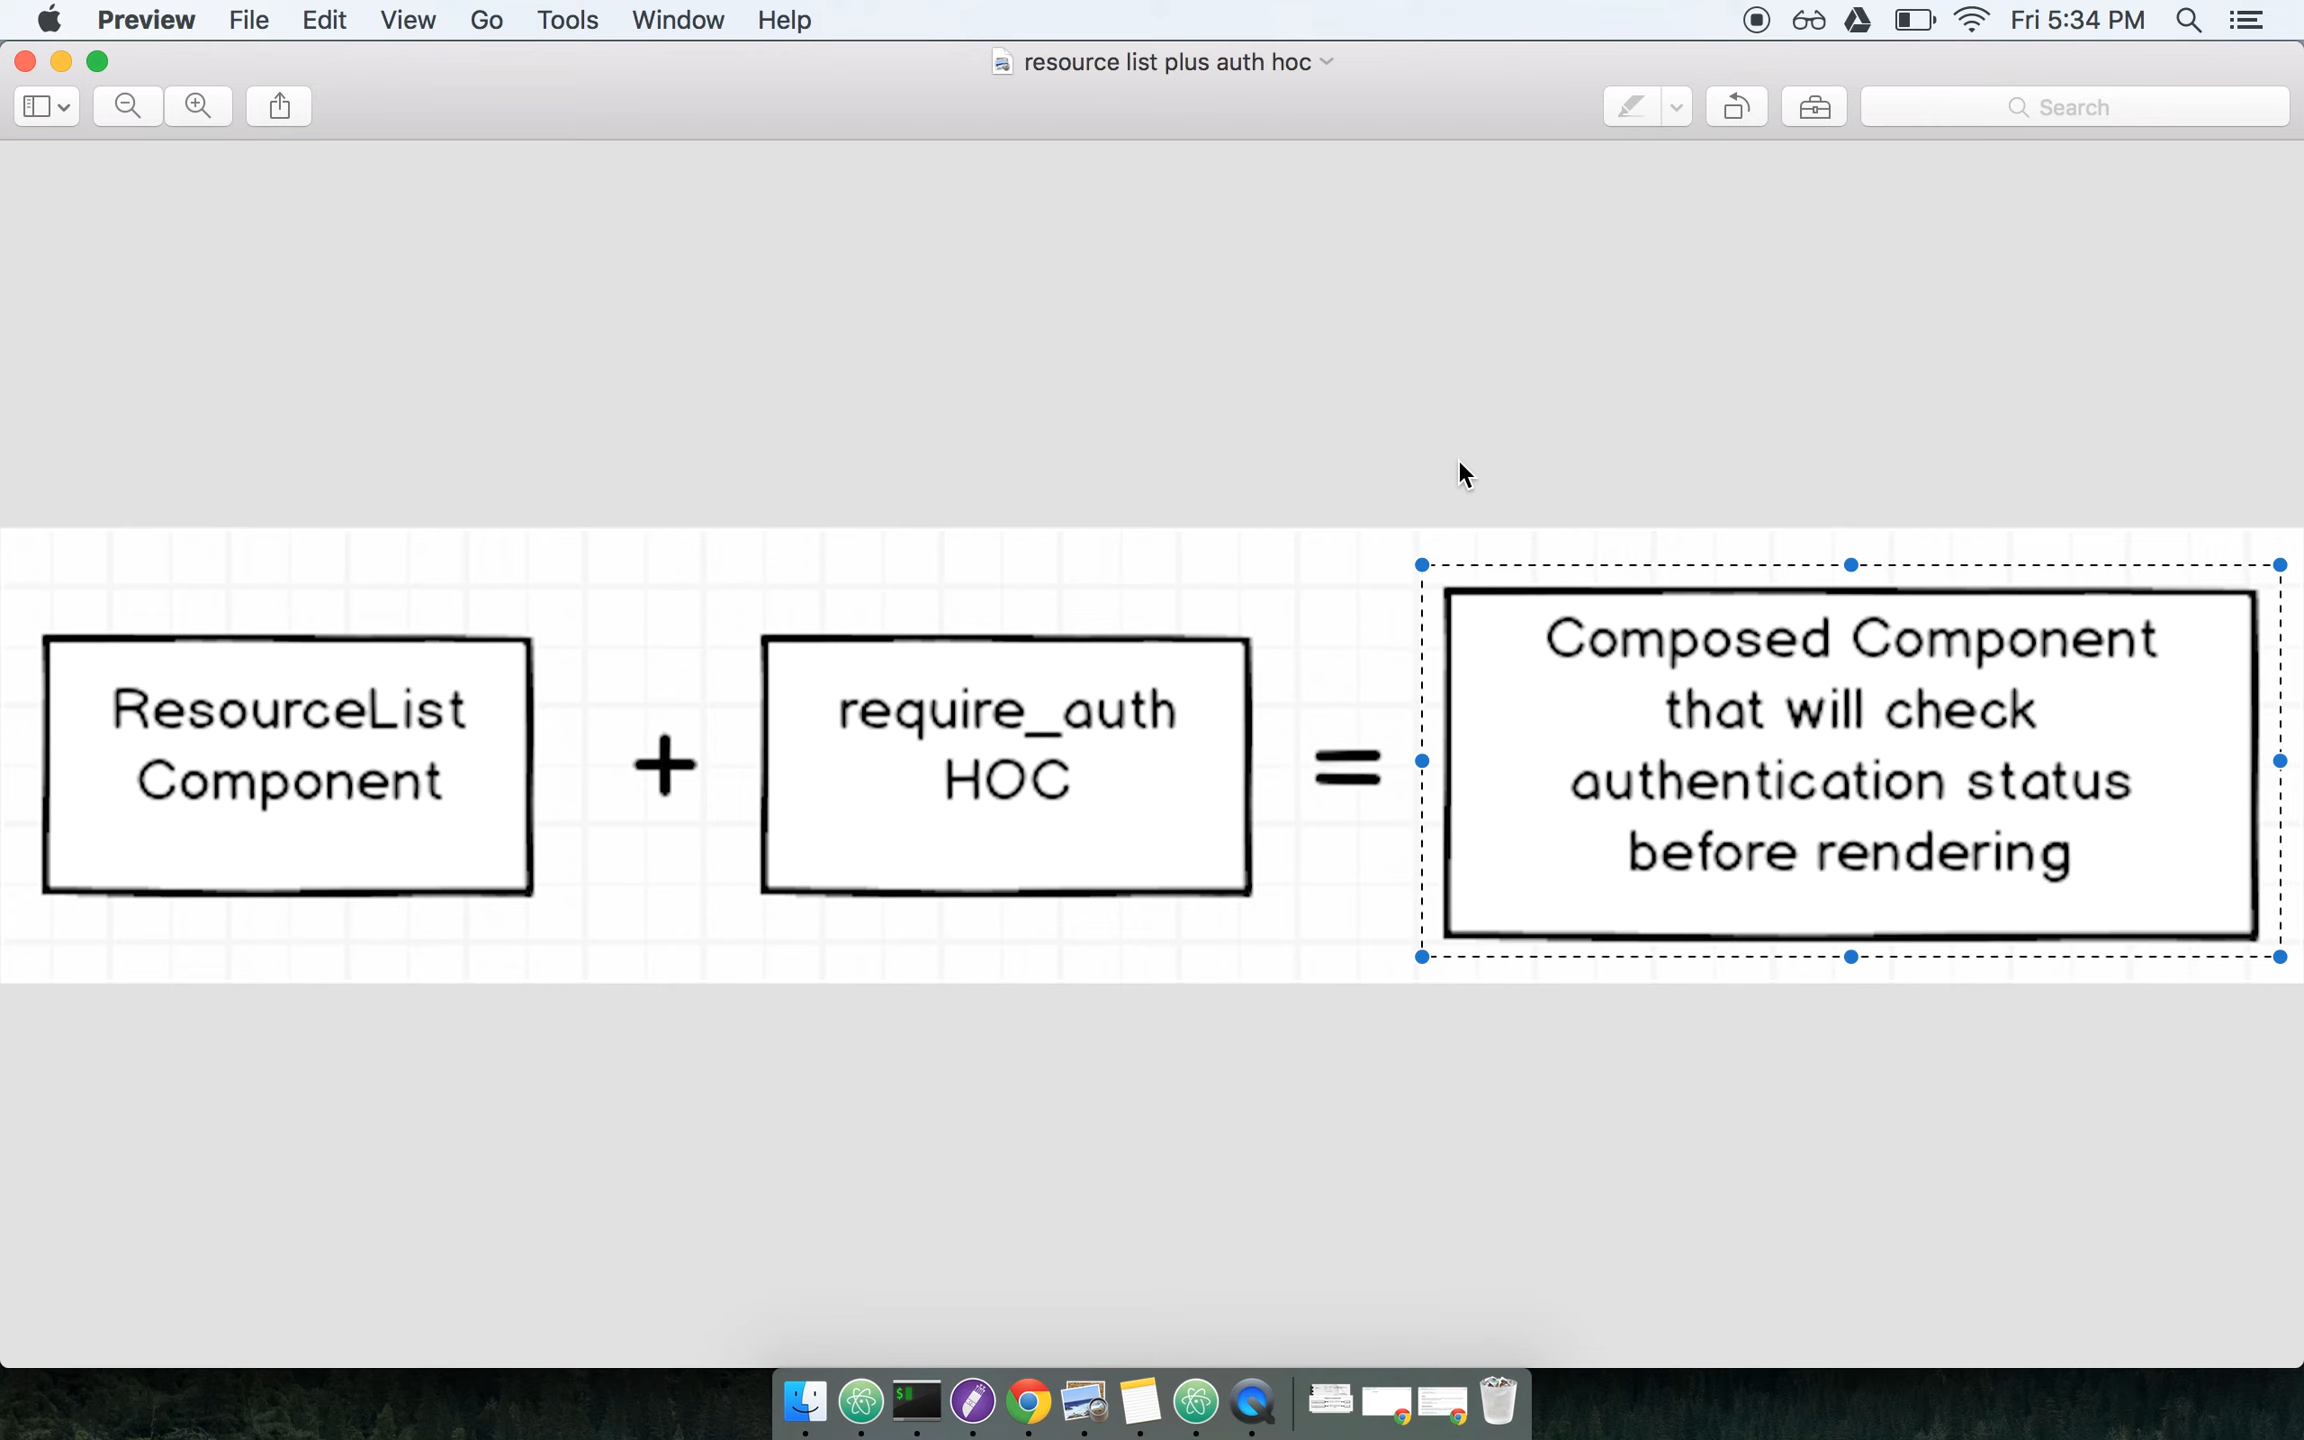 Preview File Edit View Go Tools Window Help Fri 5:34 PM
resource list plus auth hoc
Search
ResourceList
Component
+
require_auth
HOC
=
Composed Component
that will check
authentication status
before rendering